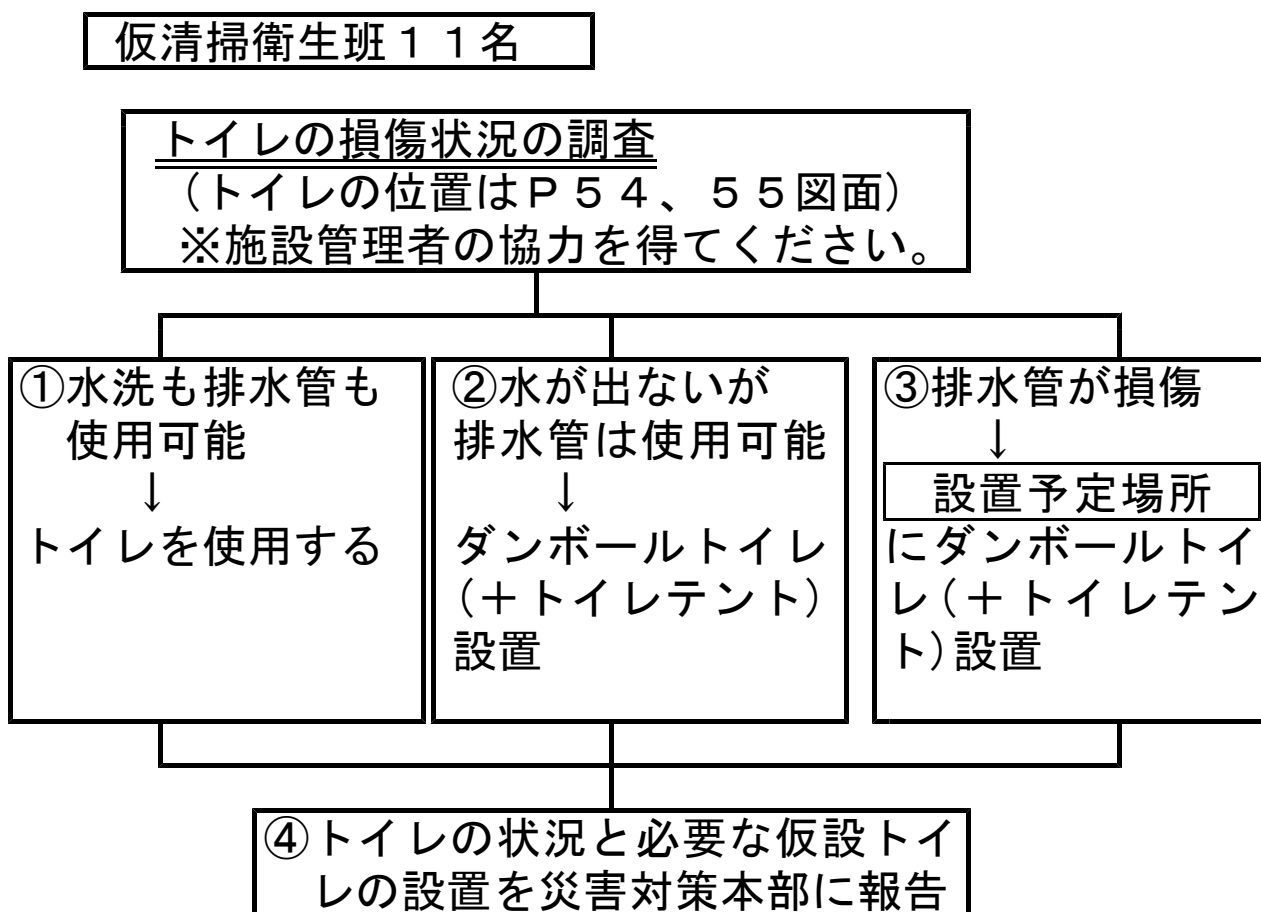 仮清掃衛生班１１名
トイレの損傷状況の調査
（トイレの位置はＰ５４、５５図面）
※施設管理者の協力を得てください。
①水洗も排水管も
使用可能
↓
トイレを使用する
②水が出ないが
排水管は使用可能
↓
ダンボールトイレ
（＋トイレテント）
設置
③排水管が損傷
↓
設置予定場所
にダンボールトイ
レ（＋トイレテン
ト）設置
④トイレの状況と必要な仮設トイ
レの設置を災害対策本部に報告